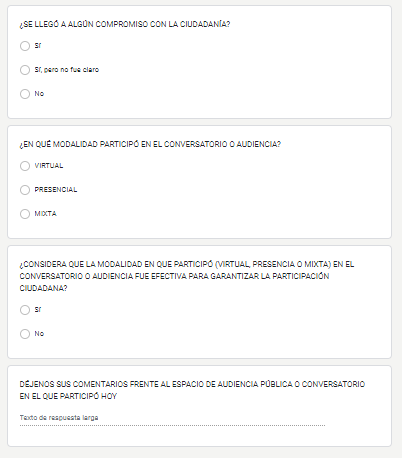 ¿SE LLEGÓ A ALGÚN COMPROMISO CON LA CIUDADANÍA?
SÍ
SÍ, pero no fue claro
No
¿EN QUÉ MODALIDAD PARTICIPÓ EN EL CONVERSATORIO O AUDIENCIA?
VIRTUAL
PRESENCIAL
MIXTA
¿CONSIDERA QUE LA MODALIDAD EN QUE PARTICIPÓ (VIRTUAL, PRESENCIA O MIXTA) EN EL
CONVERSATORIO O AUDIENCIA FUE EFECTIVA PARA GARANTIZAR LA PARTICIPACIÓN
CIUDADANA?
SÍ
No
DÉJENOS SUS COMENTARIOS FRENTE AL ESPACIO DE AUDIENCIA PÚBLICA O CONVERSATORIO
EN EL QUE PARTICIPÓ HOY
Texto de respuesta larga